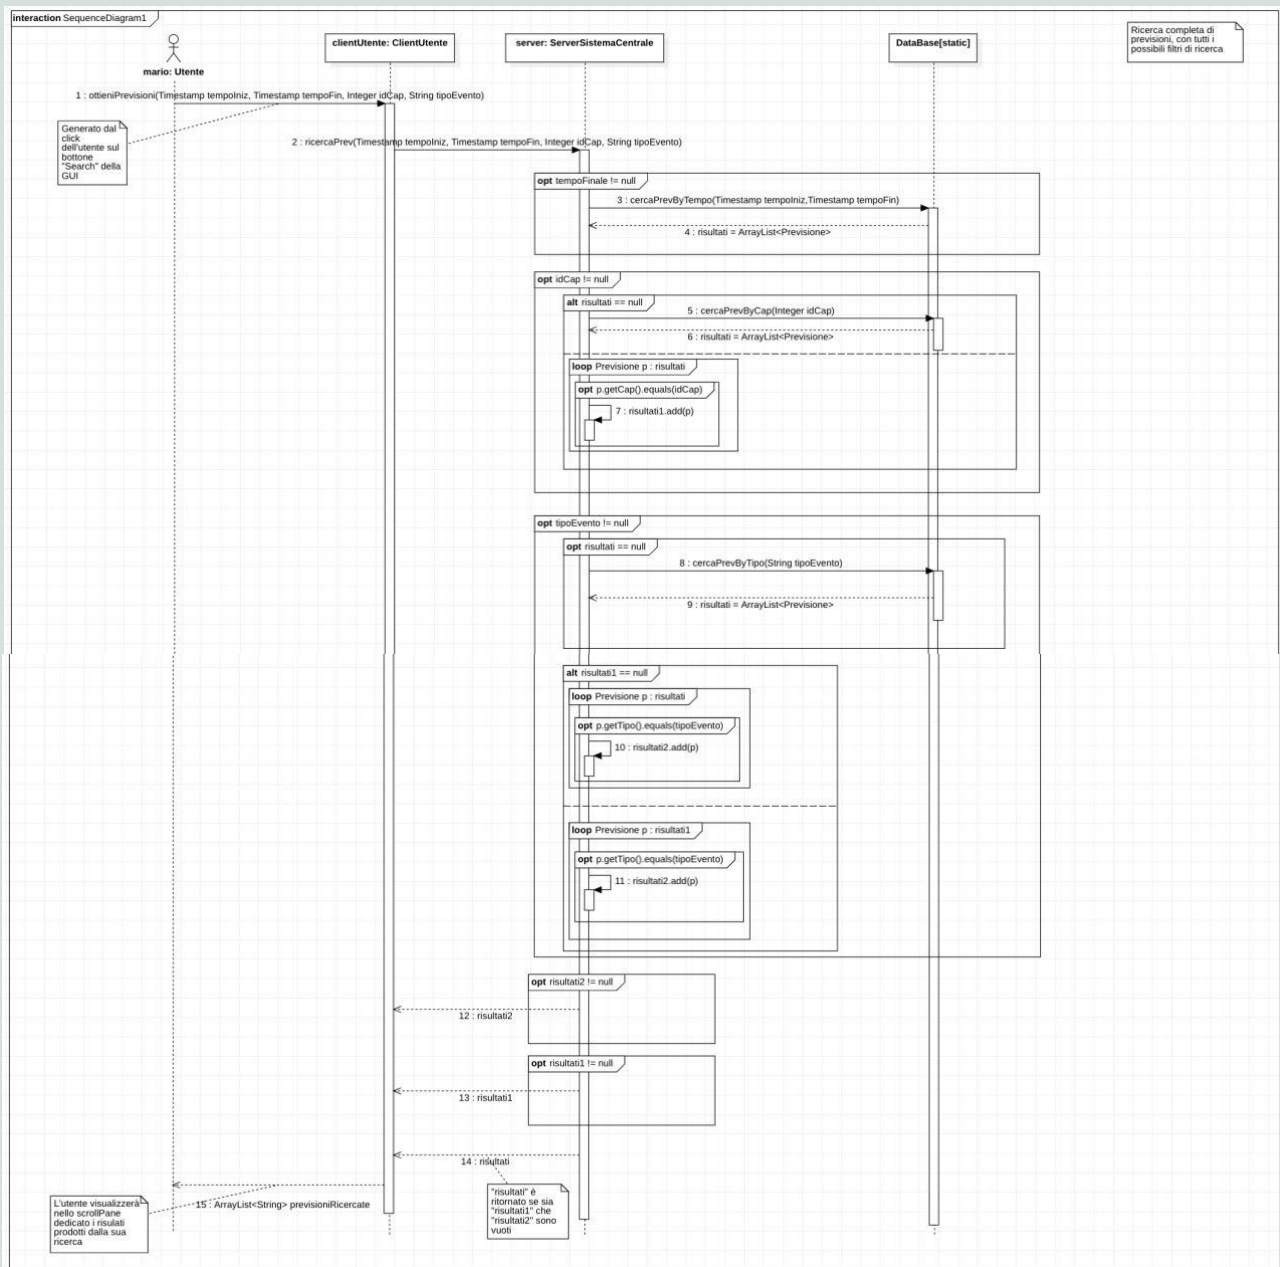 interaction SequenceDiagram1
Ricerca completa di
previsioni, con tutti i
possibili filtri di ricerca
clientUtente: ClientUtente
server: ServerSistemaCentrale
DataBase[static]
mario: Utente
1 : ottieniPrevisioni(Timestamp tempoIniz, Timestamp tempoFin, Integer idCap, String tipoEvento)
Generato dal
click
dell'utente sul
bottone
"Search" della
GUI
2 : ricercaPrev(Timestamp tempoIniz, Timestamp tempoFin, Integer idCap, String tipoEvento)
opt tempoFinale != null
3 : cercaPrevByTempo(Timestamp tempoIniz,Timestamp tempoFin)
4 : risultati = ArrayList<Previsione>
opt idCap != null
alt risultati == null
5 : cercaPrevByCap(Integer idCap)
6 : risultati = ArrayList<Previsione>
loop Previsione p : risultati
opt p.getCap().equals(idCap)
7 : risultati1.add(p)
opt tipoEvento != null
opt risultati == null
8 : cercaPrevByTipo(String tipoEvento)
9 : risultati = ArrayList<Previsione>
alt risultati1 == null
loop Previsione p : risultati
opt p.getTipo().equals(tipoEvento)
10 : risultati2.add(p)
loop Previsione p : risultati1
opt p.getTipo().equals(tipoEvento)
11 : risultati2.add(p)
opt risultati2 != null
12 : risultati2
opt risultati1 != null
13 : risultati1
14 : risultati
"risultati" è
ritornato se sia
"risultati1" che
"risultati2" sono
vuoti
15 : ArrayList<String> previsioniRicercate
L'utente visualizzerà
nello scrollPane
dedicato i risulati
prodotti dalla sua
ricerca